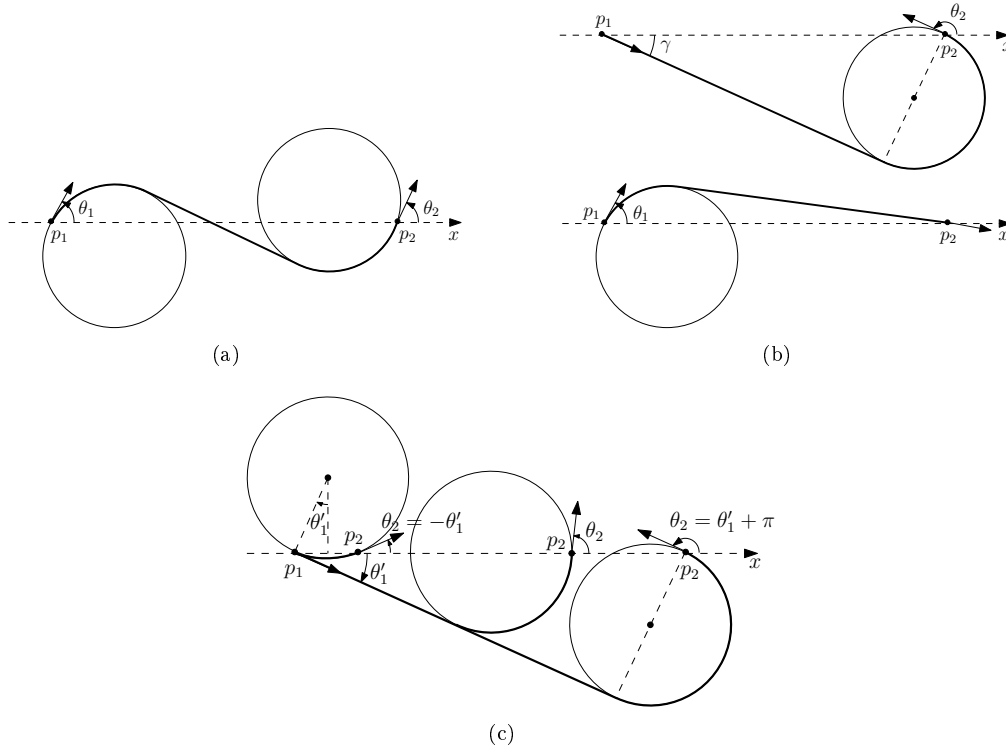 θ₁
p₁
θ₂
p₂
x
(a)
p₁
γ
θ₂
p₂
x
p₁
θ₁
p₂
x
(b)
θ′₁
p₁
p₂
θ₂ = −θ′₁
θ′₁
p₂
θ₂
θ₂ = θ′₁ + π
p₂
x
(c)